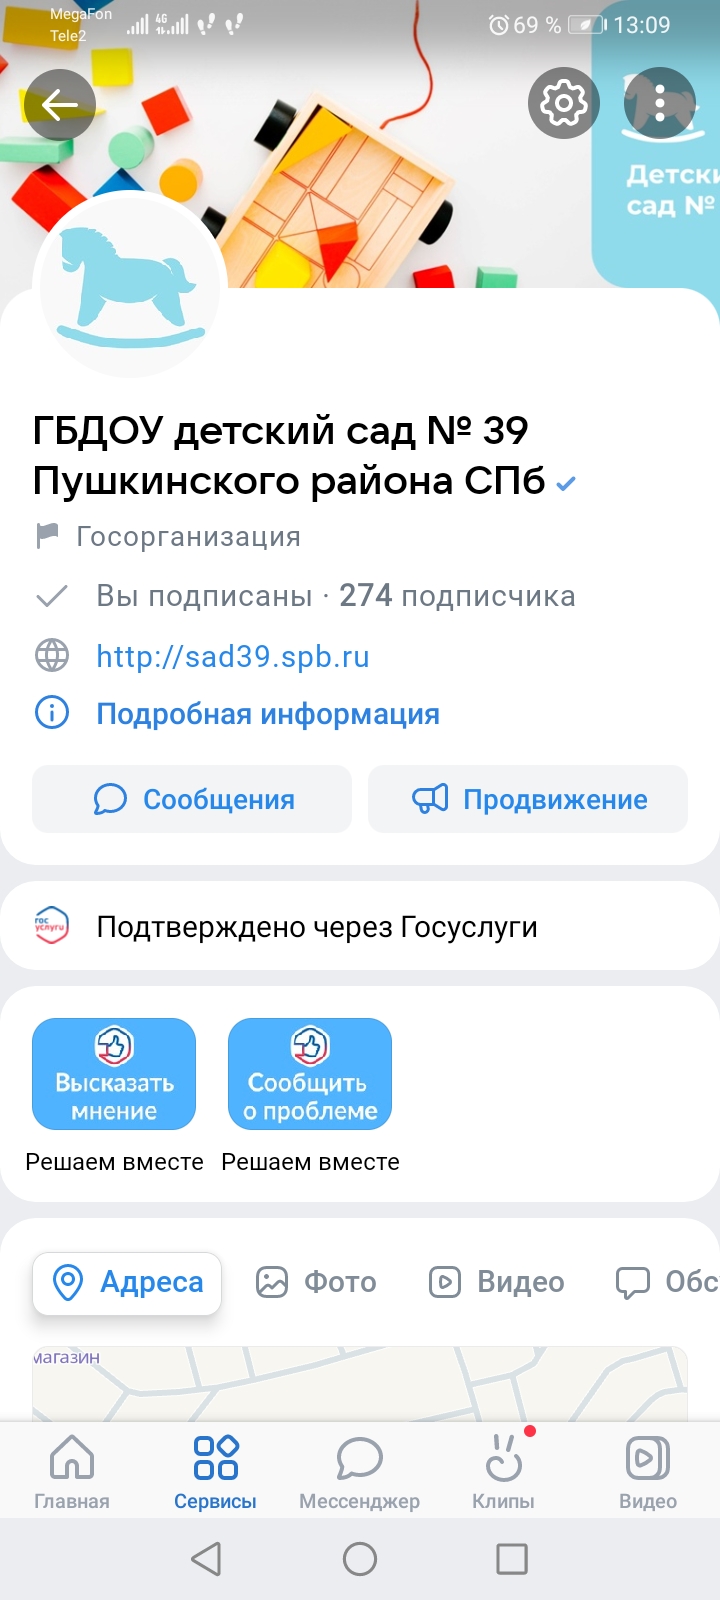 MegaFon
Tele2
4G
69 %
13:09
Детски
сад №
ГБДОУ детский сад № 39
Пушкинского района СПб
Госорганизация
Вы подписаны · 274 подписчика
http://sad39.spb.ru
Подробная информация
Сообщения
Продвижение
гос
услуги
Подтверждено через Госуслуги
Высказать
мнение
Сообщить
о проблеме
Решаем вместе
Решаем вместе
Адреса
Фото
Видео
Обс
магазин
Главная
Сервисы
Мессенджер
Клипы
Видео